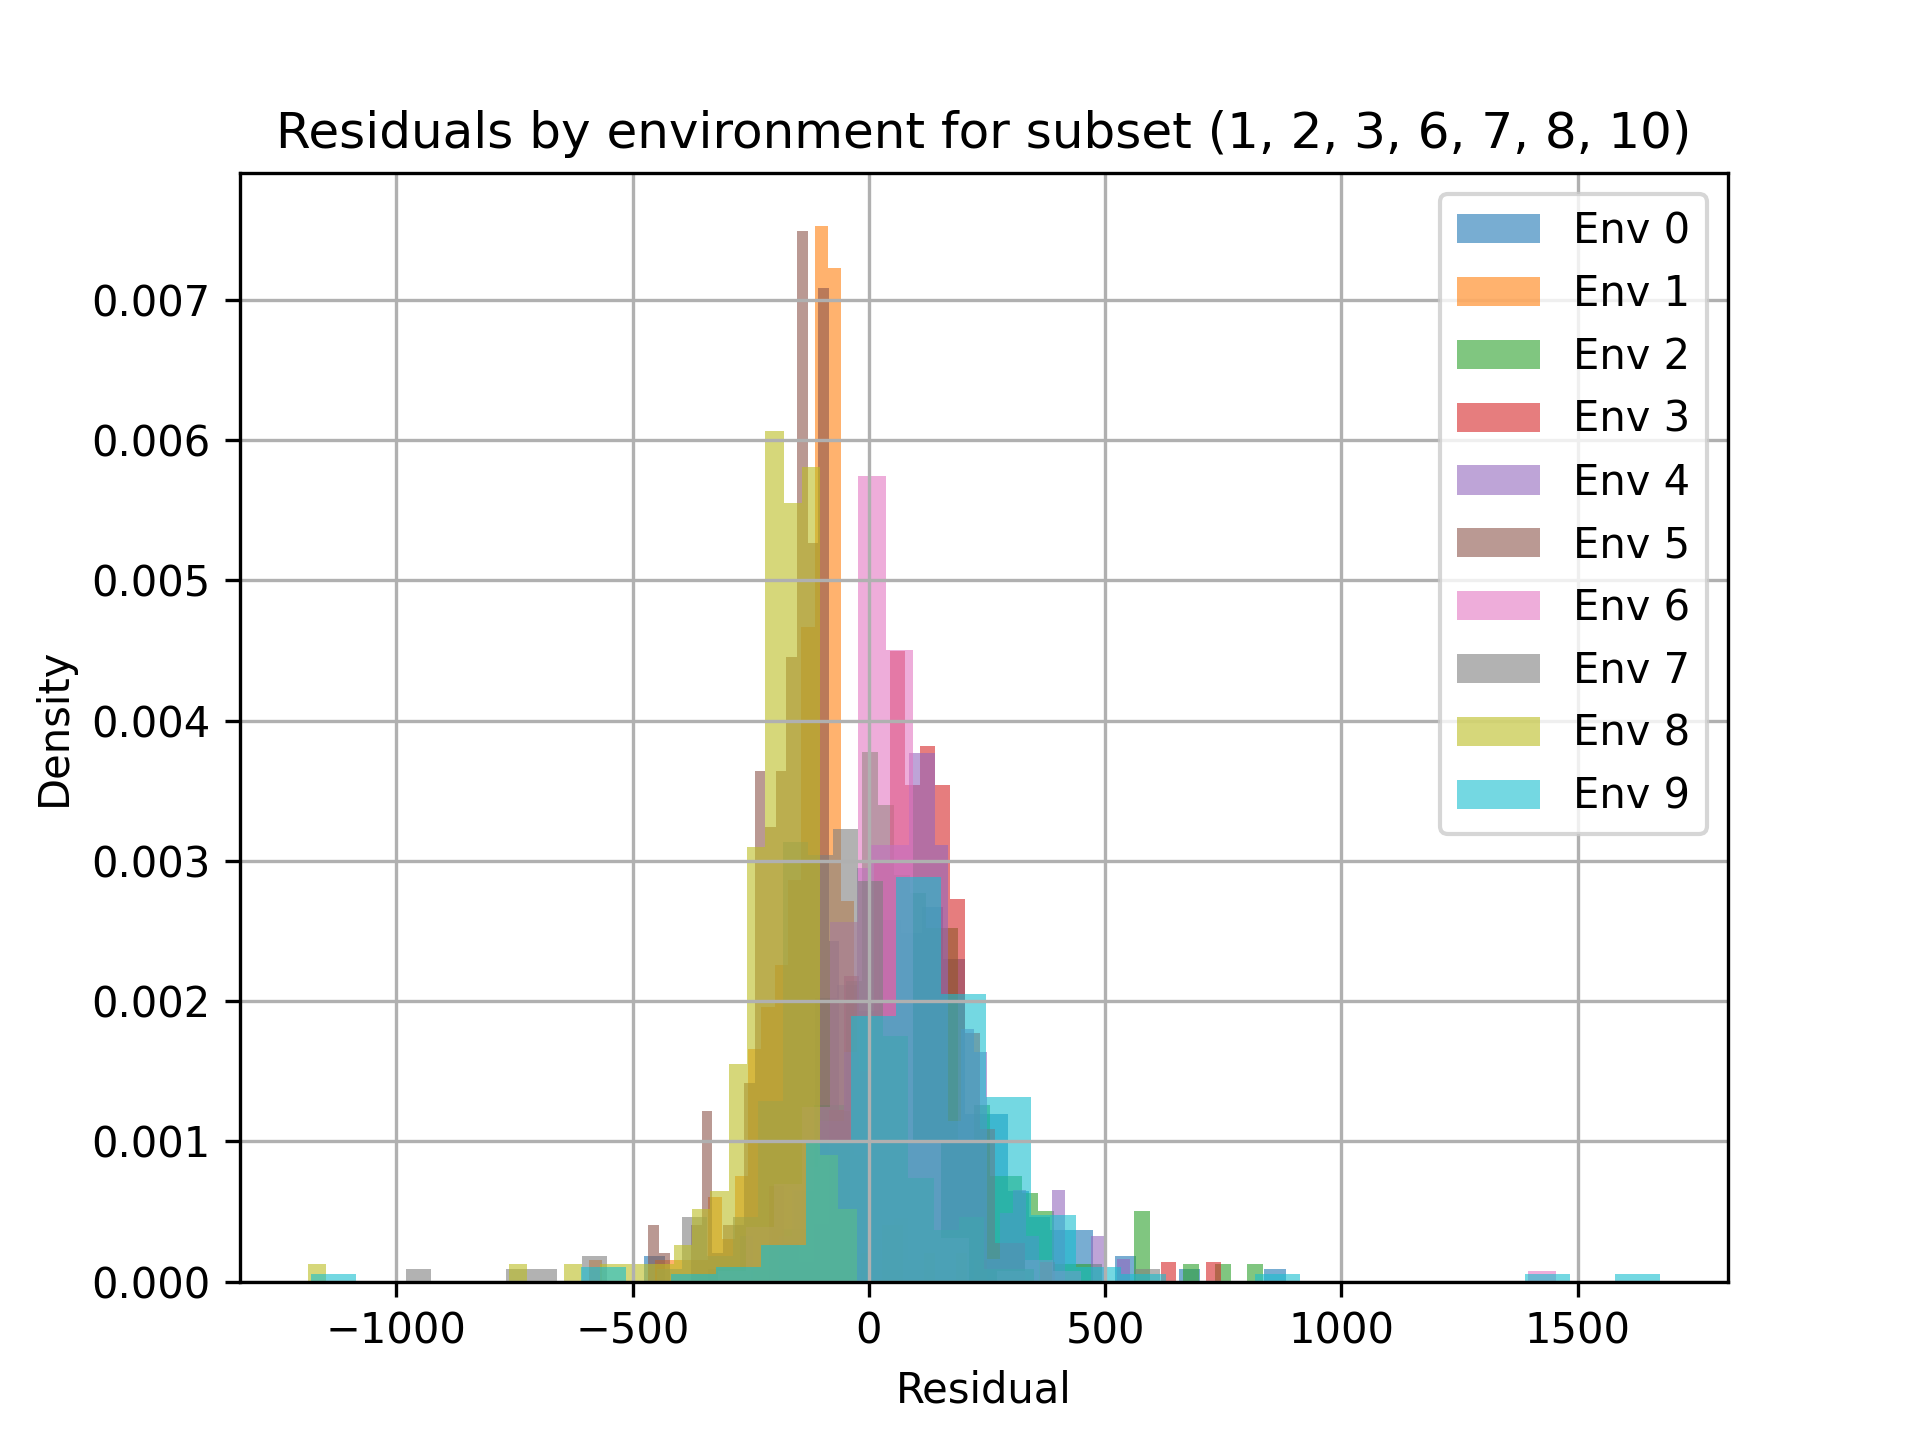 Residuals by environment for subset (1, 2, 3, 6, 7, 8, 10)
Env 0
Env 1
Env 2
Env 3
Env 4
Env 5
Env 6
Env 7
Env 8
Env 9
0.007
0.006
0.005
0.004
0.003
0.002
0.001
0.000
Density
−1000
−500
0
500
1000
1500
Residual